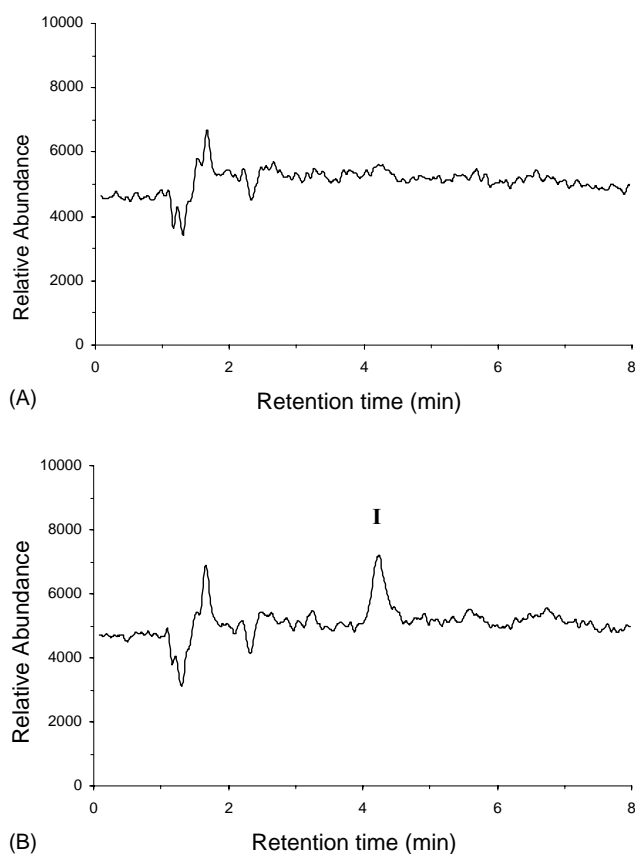 10000
8000
6000
4000
2000
0
Relative Abundance
0 2 4 6 8
(A)
Retention time (min)
10000
8000
6000
4000
2000
0
Relative Abundance
I
0 2 4 6 8
(B)
Retention time (min)